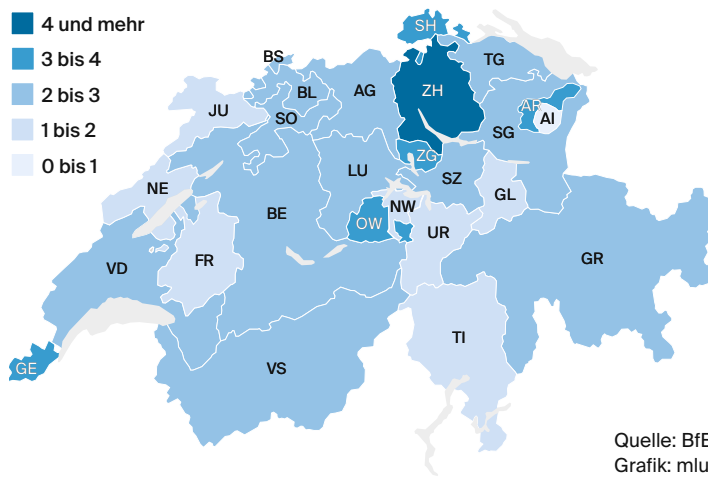 4 und mehr
3 bis 4
2 bis 3
1 bis 2
0 bis 1
SH
BS
TG
BL
AG
ZH
JU
SO
AR
AI
SG
ZG
LU
SZ
NE
NW
GL
BE
OW
UR
FR
VD
GR
TI
GE
VS
Quelle: BfE
Grafik: mlu